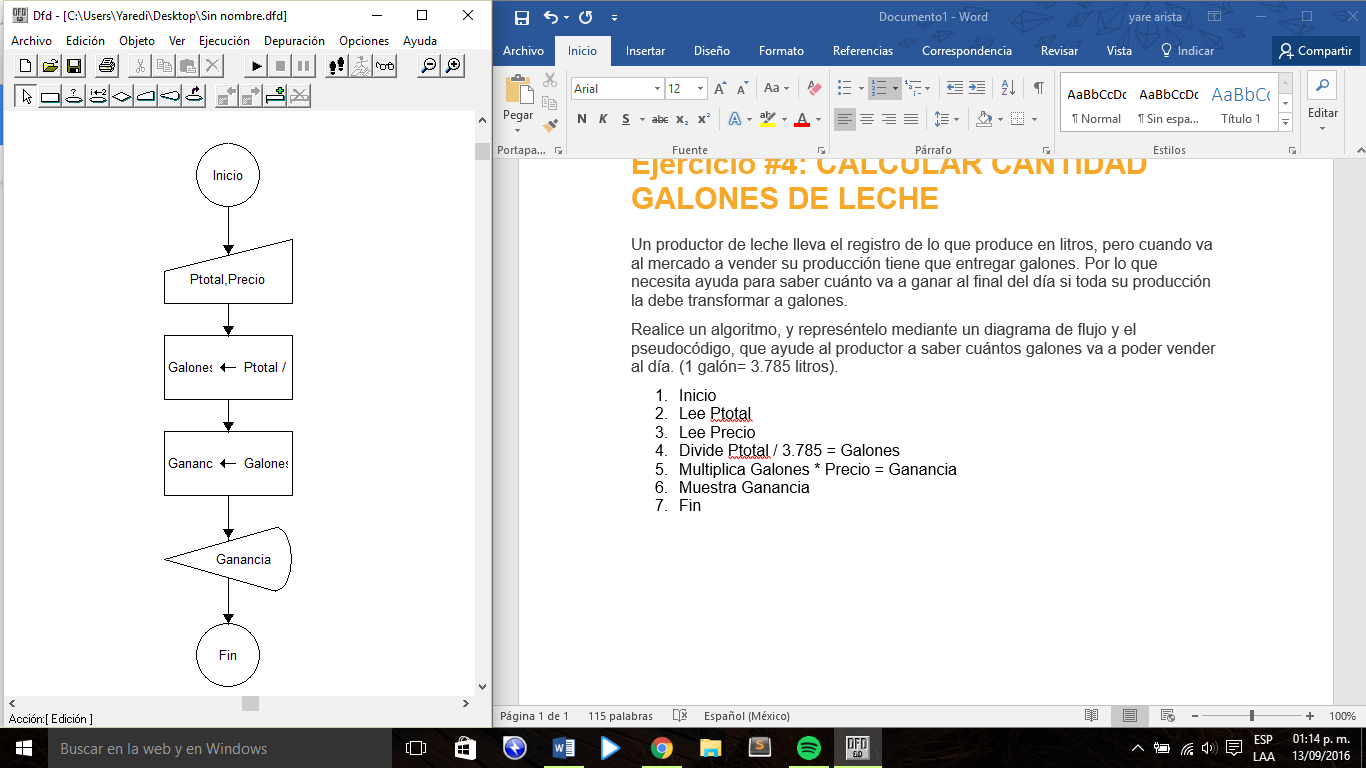 Dfd - [C:\Users\Yaredi\Desktop\Sin nombre.dfd]
Archivo Edición Objeto Ver Ejecución Depuración Opciones Ayuda
Inicio
Ptotal,Precio
Galones Ptotal /
Gananc Galones
Ganancia
Fin
Acción:[ Edición ]
Documento1 - Word
yare arista
Archivo Inicio Insertar Diseño Formato Referencias Correspondencia Revisar Vista Indicar Compartir
Pegar
Portapa...
Arial 12
N K S abc x₂ x²
Fuente
Párrafo
AaBbCcDc AaBbCcDc AaBbCc
¶ Normal ¶ Sin espa... Título 1
Estilos
Editar
Ejercicio #4: CALCULAR CANTIDAD
GALONES DE LECHE
Un productor de leche lleva el registro de lo que produce en litros, pero cuando va
al mercado a vender su producción tiene que entregar galones. Por lo que
necesita ayuda para saber cuánto va a ganar al final del día si toda su producción
la debe transformar a galones.
Realice un algoritmo, y represéntelo mediante un diagrama de flujo y el
pseudocódigo, que ayude al productor a saber cuántos galones va a poder vender
al día. (1 galón= 3.785 litros).
1. Inicio
2. Lee Ptotal
3. Lee Precio
4. Divide Ptotal / 3.785 = Galones
5. Multiplica Galones * Precio = Ganancia
6. Muestra Ganancia
7. Fin
Página 1 de 1 115 palabras Español (México) 100%
Buscar en la web y en Windows
ESP
LAA
01:14 p. m.
13/09/2016